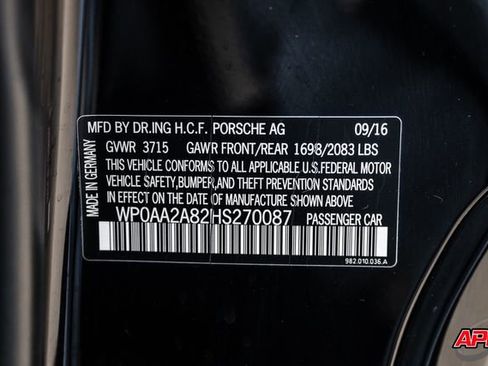 MFD BY DR.ING H.C.F. PORSCHE AG 09/16
GVWR 3715 GAWR FRONT/REAR 1698/2083 LBS
THIS VEHICLE CONFORMS TO ALL APPLICABLE U.S.FEDERAL MOTOR
VEHICLE SAFETY,BUMPER,AND THEFT PREVENTION STANDARDS
IN EFFECT ON THE DATE OF MANUFACTURE SHOWN ABOVE
WP0AA2A82HS270087 PASSENGER CAR
982.010.036.A
MADE IN GERMANY